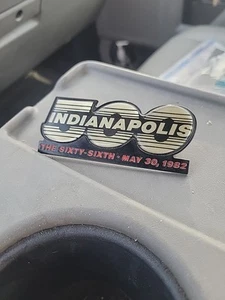 500
INDIANAPOLIS
THE SIXTY-SIXTH • MAY 30, 1982